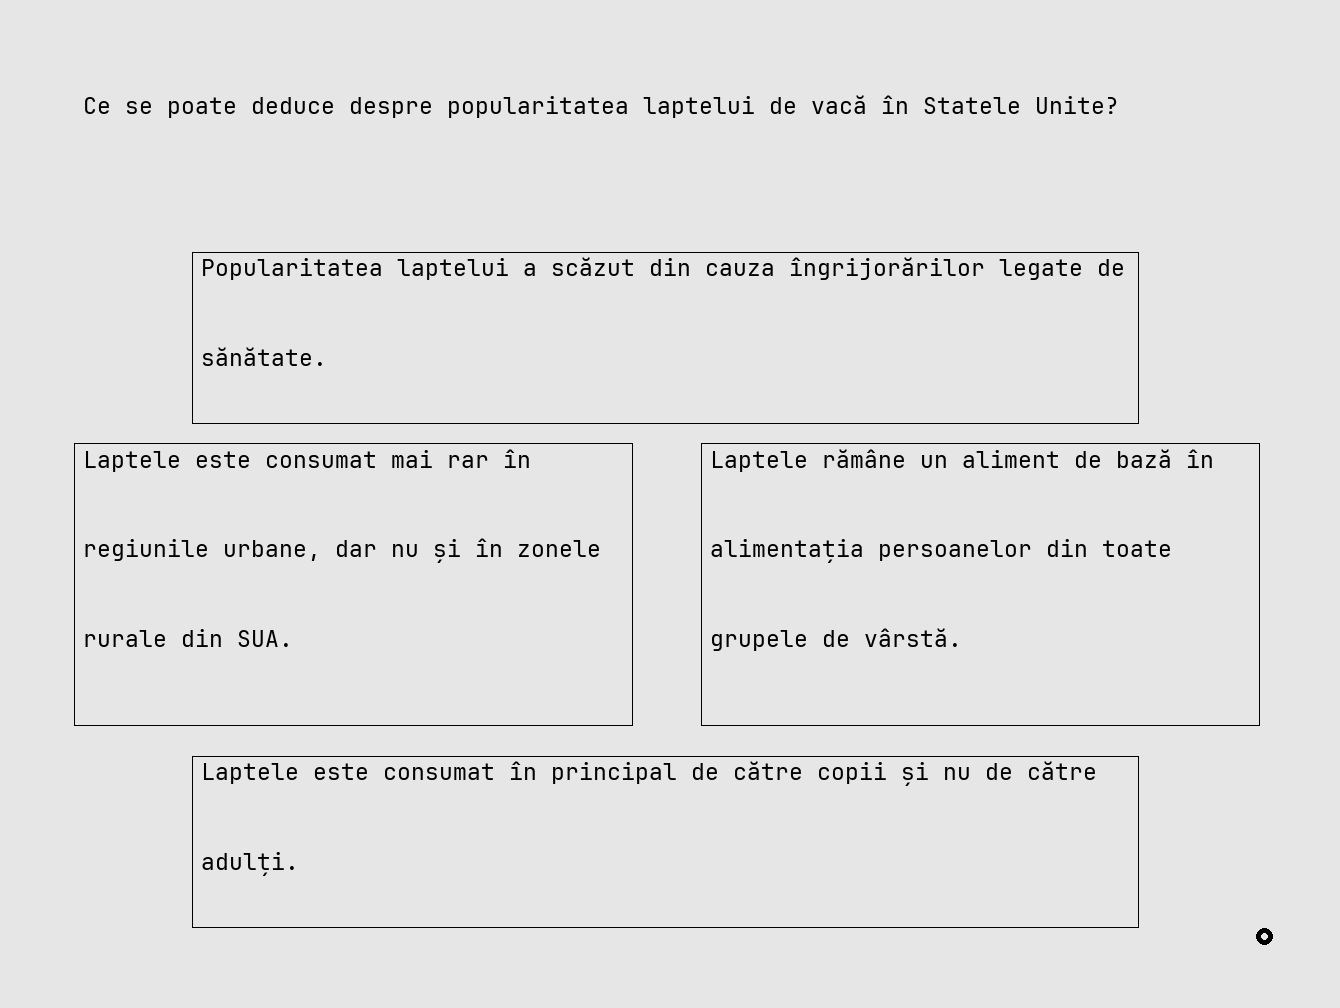 Ce se poate deduce despre popularitatea laptelui de vacă în Statele Unite?
Popularitatea laptelui a scăzut din cauza îngrijorărilor legate de
sănătate.
Laptele este consumat mai rar în
regiunile urbane, dar nu și în zonele
rurale din SUA.
Laptele rămâne un aliment de bază în
alimentația persoanelor din toate
grupele de vârstă.
Laptele este consumat în principal de către copii și nu de către
adulți.